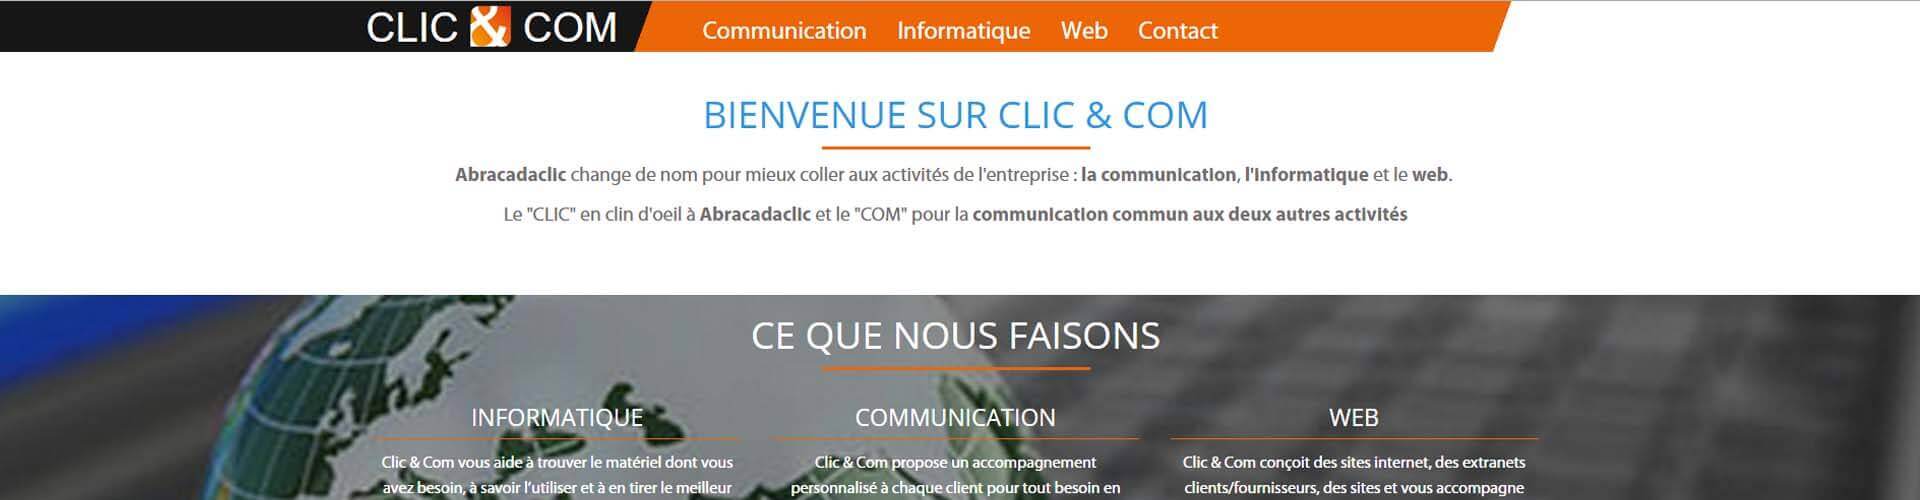 CLIC & COM Communication Informatique Web Contact
BIENVENUE SUR CLIC & COM
Abracadaclic change de nom pour mieux coller aux activités de l'entreprise : la communication, l'informatique et le web.
Le "CLIC" en clin d'oeil à Abracadaclic et le "COM" pour la communication commun aux deux autres activités
CE QUE NOUS FAISONS
INFORMATIQUE
Clic & Com vous aide à trouver le matériel dont vous
avez besoin, à savoir l'utiliser et à en tirer le meilleur
COMMUNICATION
Clic & Com propose un accompagnement
personnalisé à chaque client pour tout besoin en
WEB
Clic & Com conçoit des sites internet, des extranets
clients/fournisseurs, des sites et vous accompagne